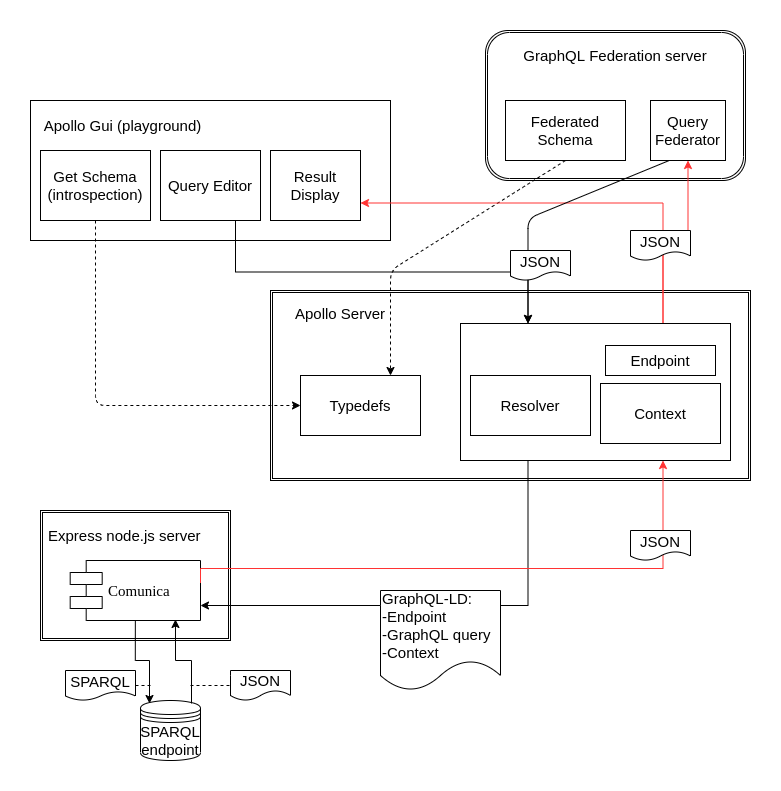 GraphQL Federation server
Federated
Schema
Query
Federator
Apollo Gui (playground)
Get Schema
(introspection)
Query Editor
Result
Display
JSON
JSON
Apollo Server
Typedefs
Resolver
Endpoint
Context
JSON
Express node.js server
Comunica
GraphQL-LD:
-Endpoint
-GraphQL query
-Context
SPARQL
JSON
SPARQL
endpoint